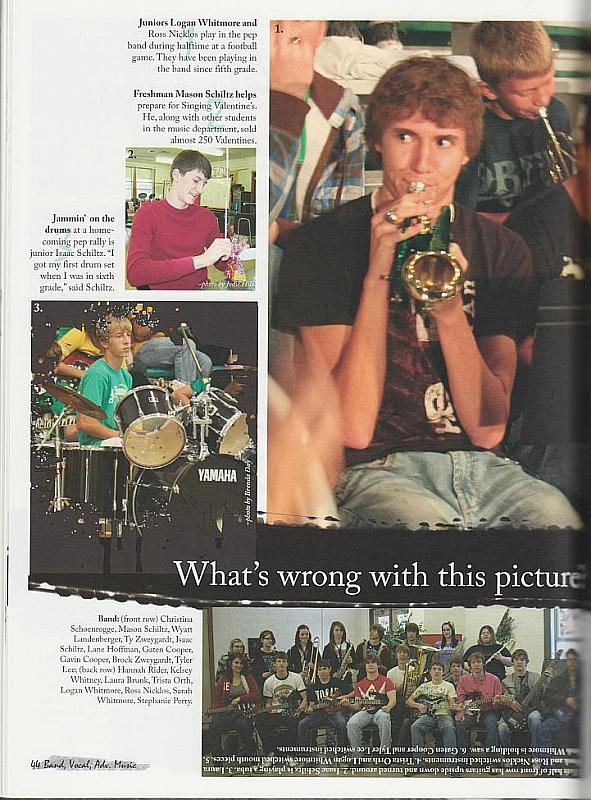 Juniors Logan Whitmore and
Ross Nicklos play in the pep
band during halftime at a football
game. They have been playing in
the band since fifth grade.
Freshman Mason Schiltz helps
prepare for Singing Valentine's.
He, along with other students
in the music department, sold
almost 250 Valentines.
1.
2.
Jammin' on the
drums at a home-
coming pep rally is
junior Isaac Schiltz. "I
got my first drum set
when I was in sixth
grade," said Schiltz.
3.
YAMAHA
-photo by Brenda Day
What's wrong with this picture
Band: (front row) Christina
Schoenrogge, Mason Schiltz, Wyatt
Landenberger, Ty Zweygardt, Isaac
Schiltz, Lane Hoffman, Gaten Cooper,
Gavin Cooper, Brock Zweygardt, Tyler
Lee; (back row) Hannah Rider, Kelsey
Whitney, Laura Brunk, Trista Orth,
Logan Whitmore, Ross Nicklos, Sarah
Whitmore, Stephanie Perry.
half of front row has guitars upside down and turned around. 2. Isaac Schiltz is playing a tuba. 3. Laura
and Ross Nicklos switched instruments. 4. Trista Orth and Logan Whitmore switched mouth pieces. 5.
Whitmore is holding a saw. 6. Gaten Cooper and Tyler Lee switched instruments.
44 Band, Vocal, Adv. Music